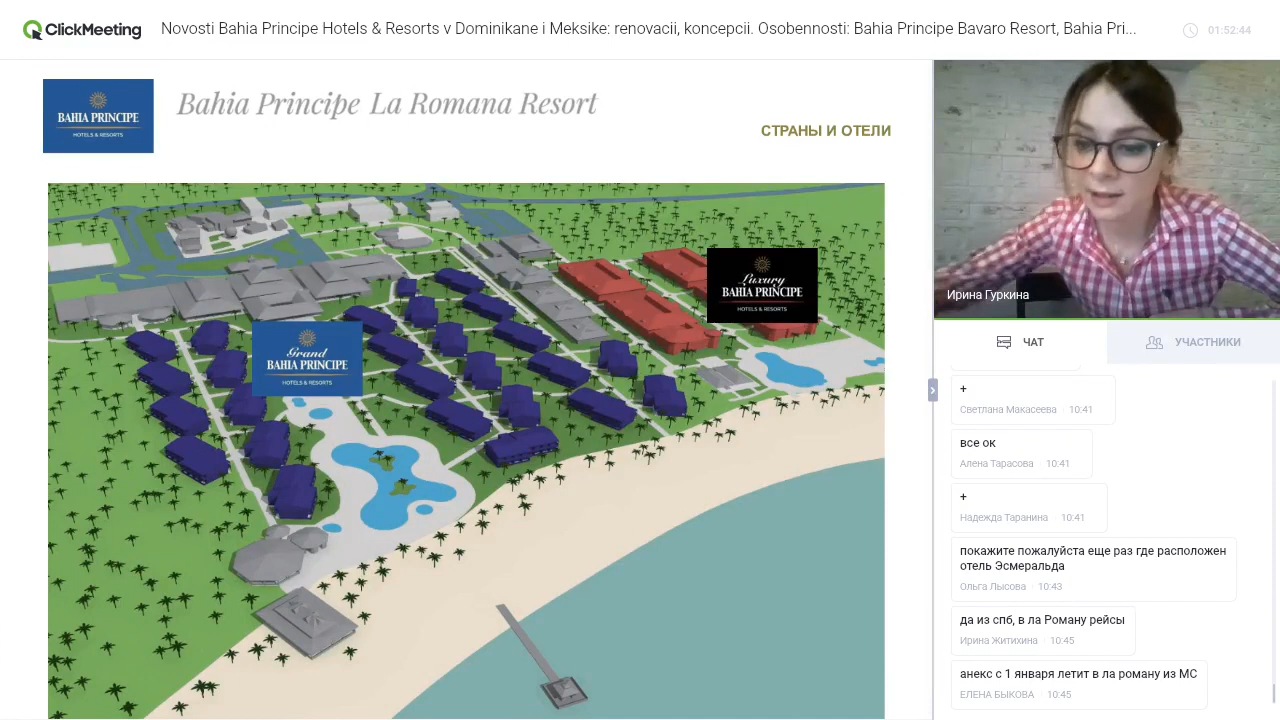 ClickMeeting
Novosti Bahia Principe Hotels & Resorts v Dominikane i Meksike: renovacii, koncepcii. Osobennosti: Bahia Principe Bavaro Resort, Bahia Pri...
01:52:44
BAHIA PRINCIPE
HOTELS & RESORTS
Bahia Principe La Romana Resort
СТРАНЫ И ОТЕЛИ
Luxury
BAHIA PRINCIPE
HOTELS & RESORTS
Grand
BAHIA PRINCIPE
HOTELS & RESORTS
Ирина Гуркина
ЧАТ
УЧАСТНИКИ
+
Светлана Макасеева · 10:41
все ок
Алена Тарасова · 10:41
+
Надежда Таранина · 10:41
покажите пожалуйста еще раз где расположен
отель Эсмеральда
Ольга Лысова · 10:43
да из спб, в ла Роману рейсы
Ирина Житихина · 10:45
анекс с 1 января летит в ла роману из МС
ЕЛЕНА БЫКОВА · 10:45